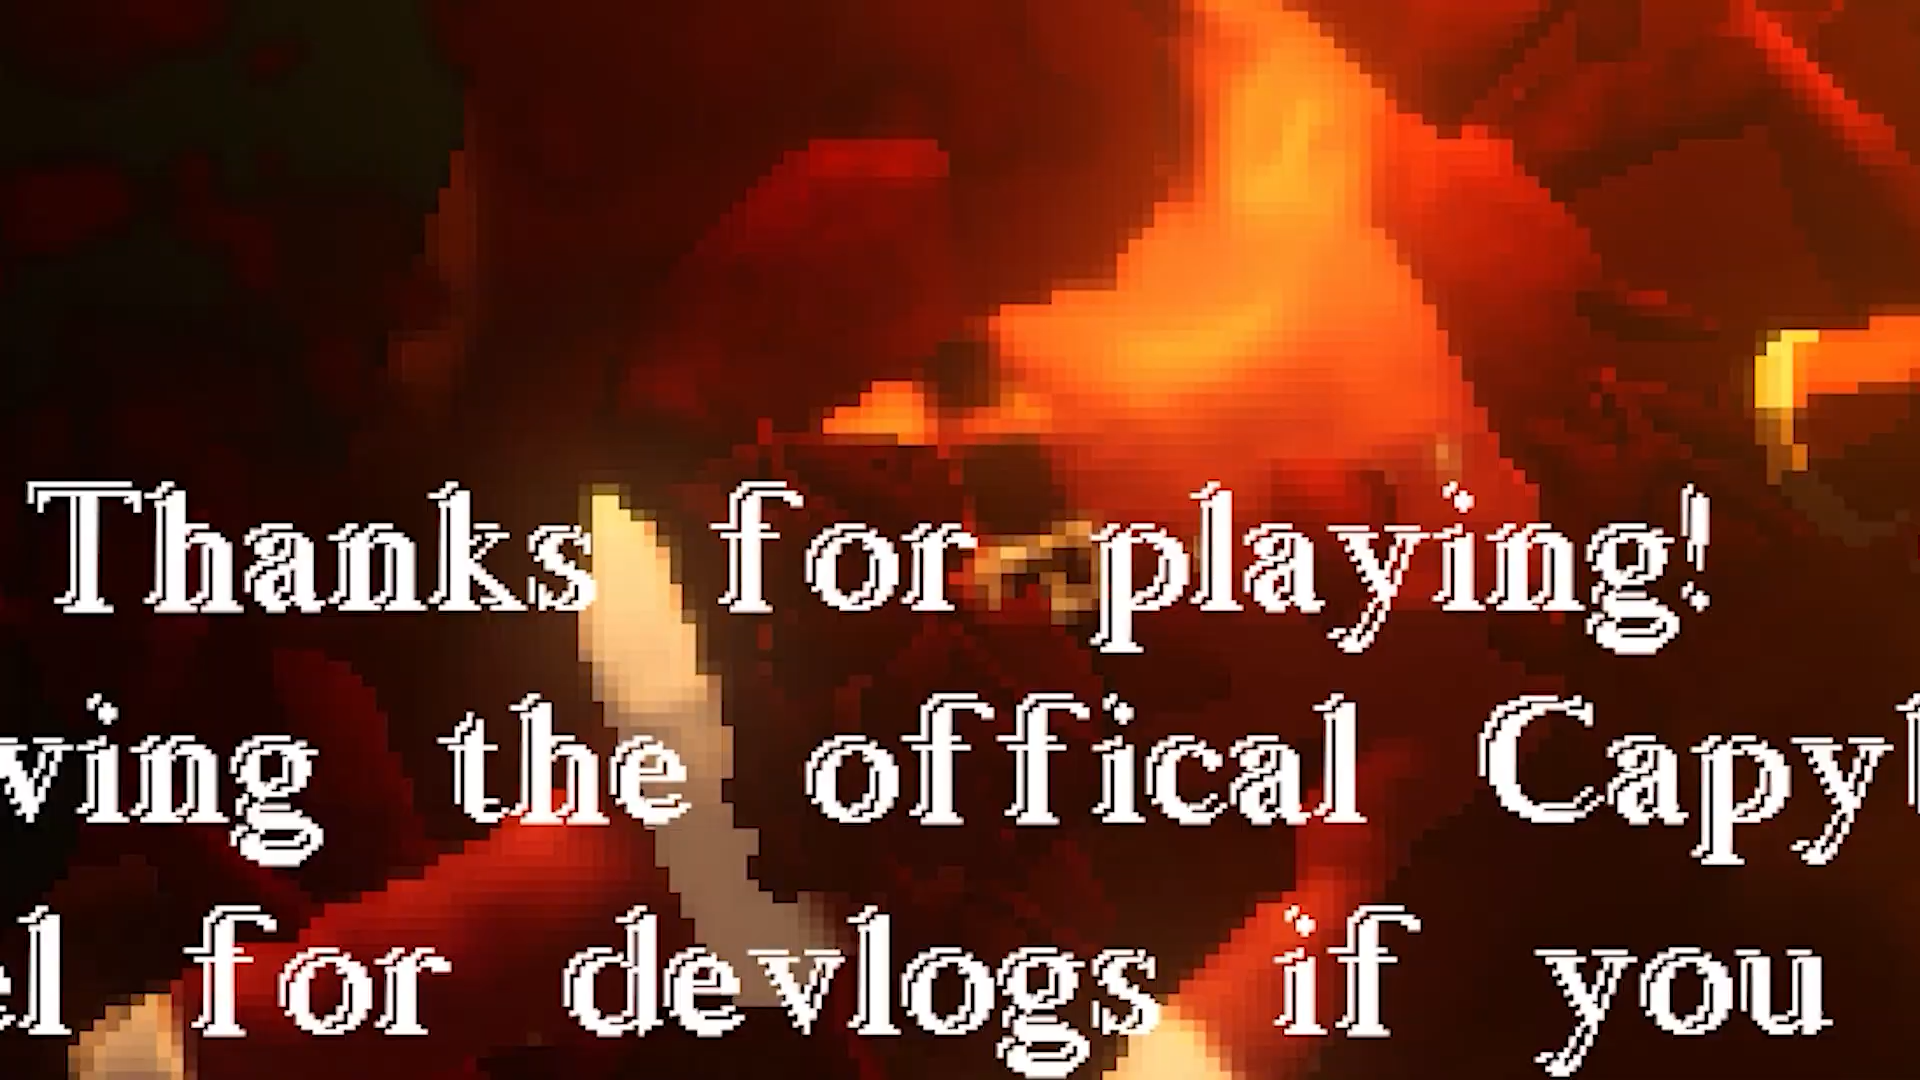 Thanks for playing!
ving the offical Capy
el for devlogs if you